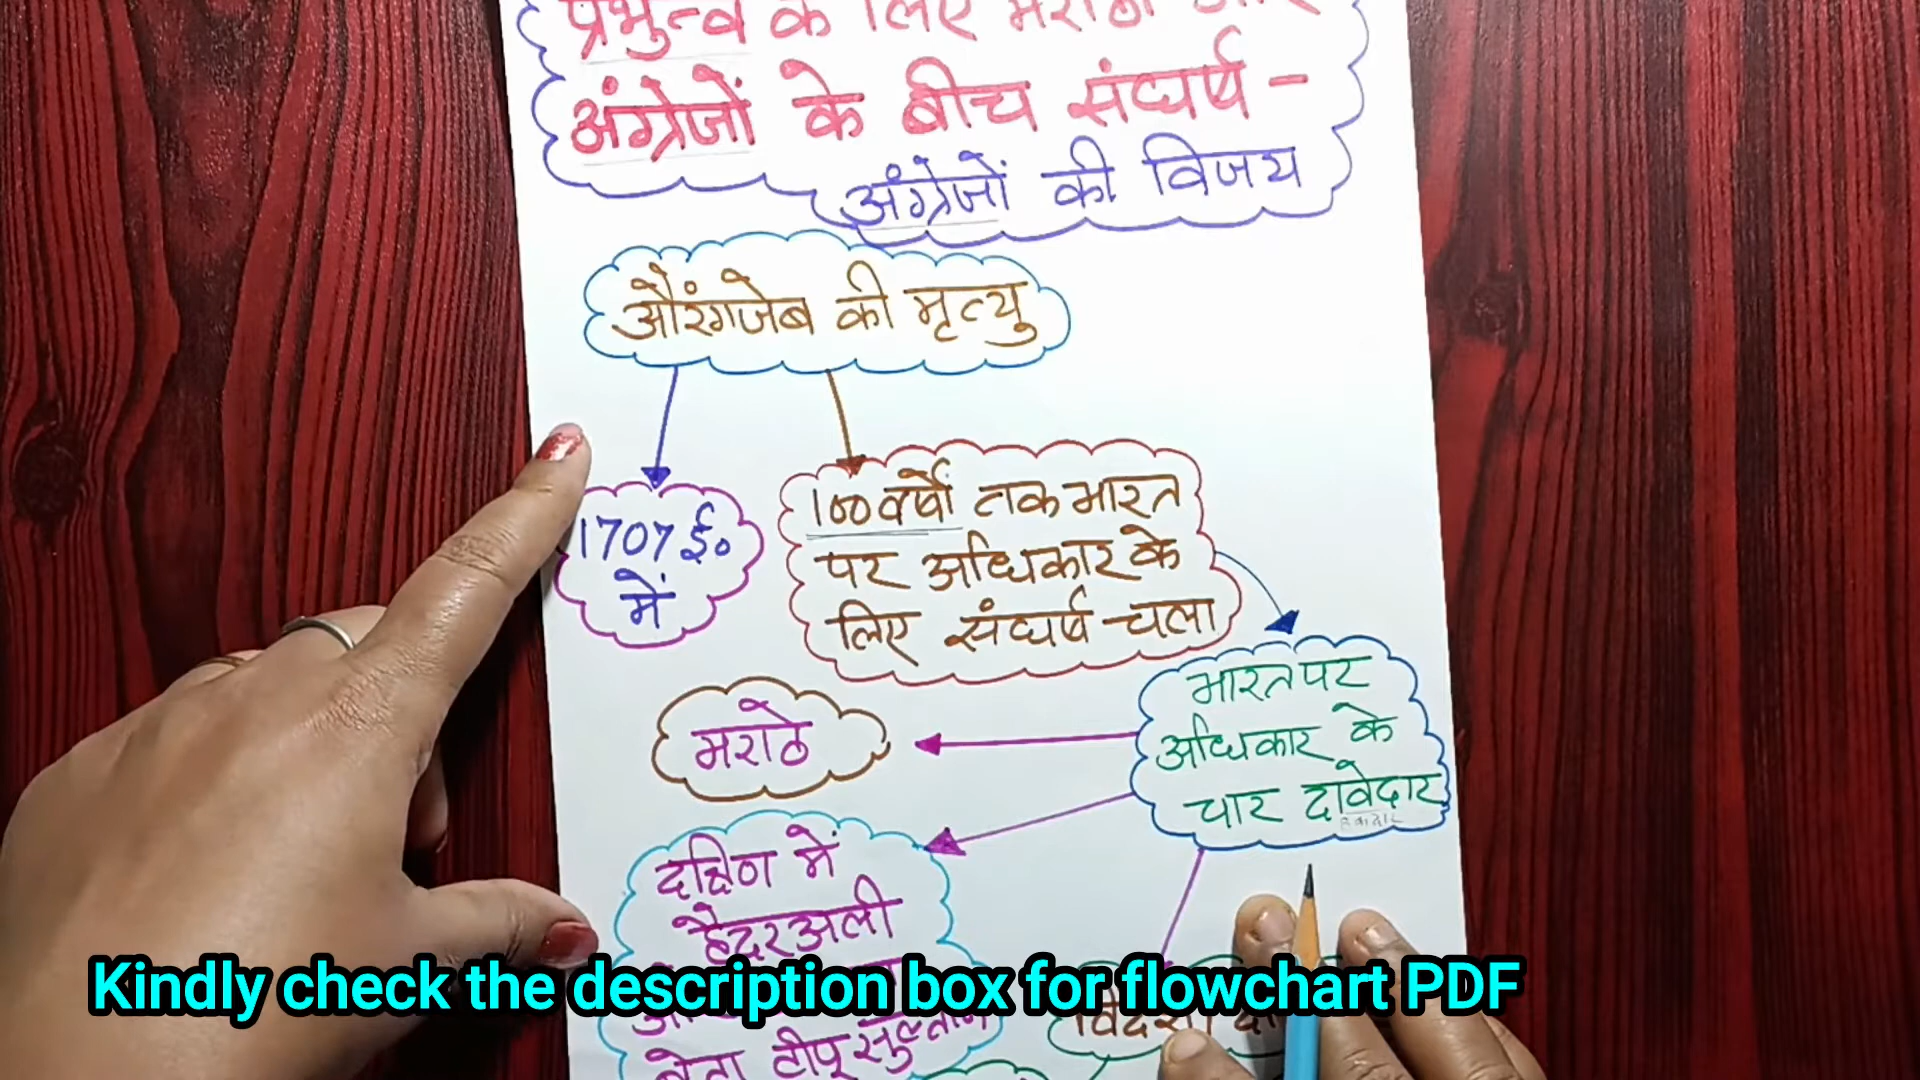 प्रभुत्व के लिए मराठा और
अंग्रेजों के बीच संघर्ष -
अंग्रेजों की विजय
औरंगजेब की मृत्यु
1707 ई०
में
100 वर्षों तक भारत
पर अधिकार के
लिए संघर्ष चला
भारत पर
अधिकार के
चार दावेदार
हकदार
मराठे
दक्षिण में
हैदरअली
बेटा टीपू सुल्तान
Kindly check the description box for flowchart PDF